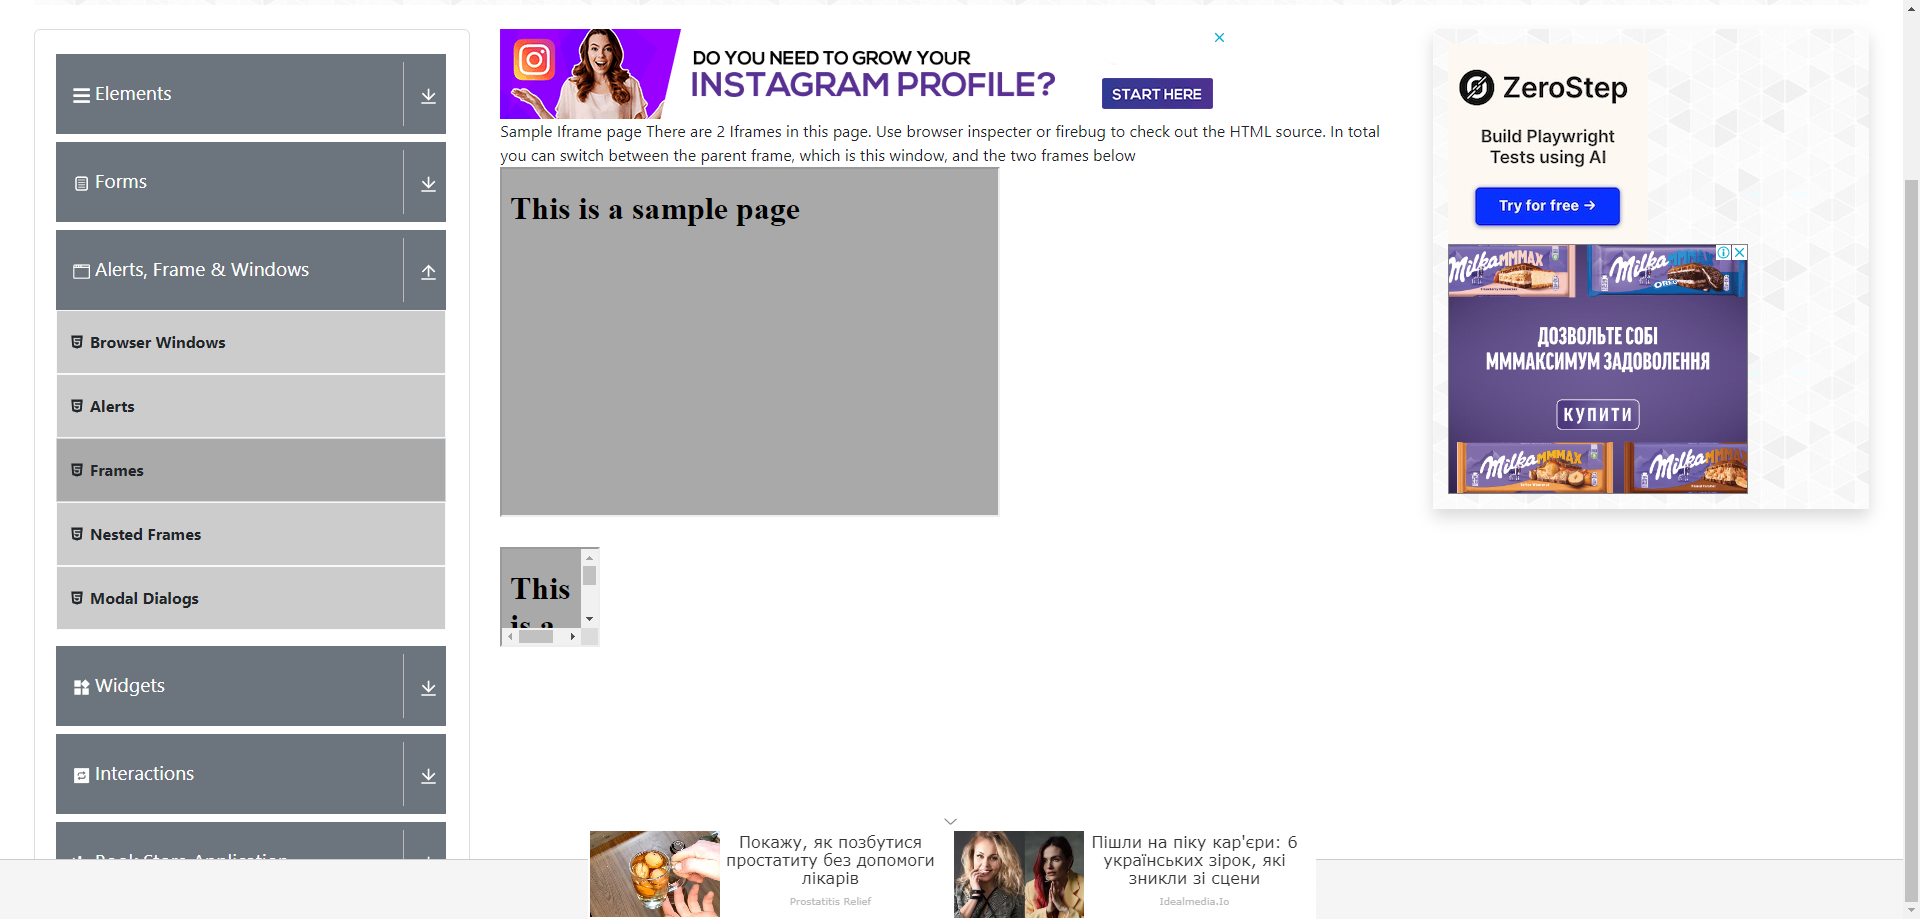 Elements
Forms
Alerts, Frame & Windows
Browser Windows
Alerts
Frames
Nested Frames
Modal Dialogs
Widgets
Interactions
Book Store Application
DO YOU NEED TO GROW YOUR
INSTAGRAM PROFILE?
START HERE
Sample Iframe page There are 2 Iframes in this page. Use browser inspecter or firebug to check out the HTML source. In total
you can switch between the parent frame, which is this window, and the two frames below
This is a sample page
This
is a
ZeroStep
Build Playwright
Tests using AI
Try for free →
Milka MMMAX
Milka MMMAX
ДОЗВОЛЬТЕ СОБІ
МММАКСИМУМ ЗАДОВОЛЕННЯ
КУПИТИ
Milka MMMAX
Milka MMMAX
Покажу, як позбутися
простатиту без допомоги
лікарів
Prostatitis Relief
Пішли на піку кар'єри: 6
українських зірок, які
зникли зі сцени
Idealmedia.Io